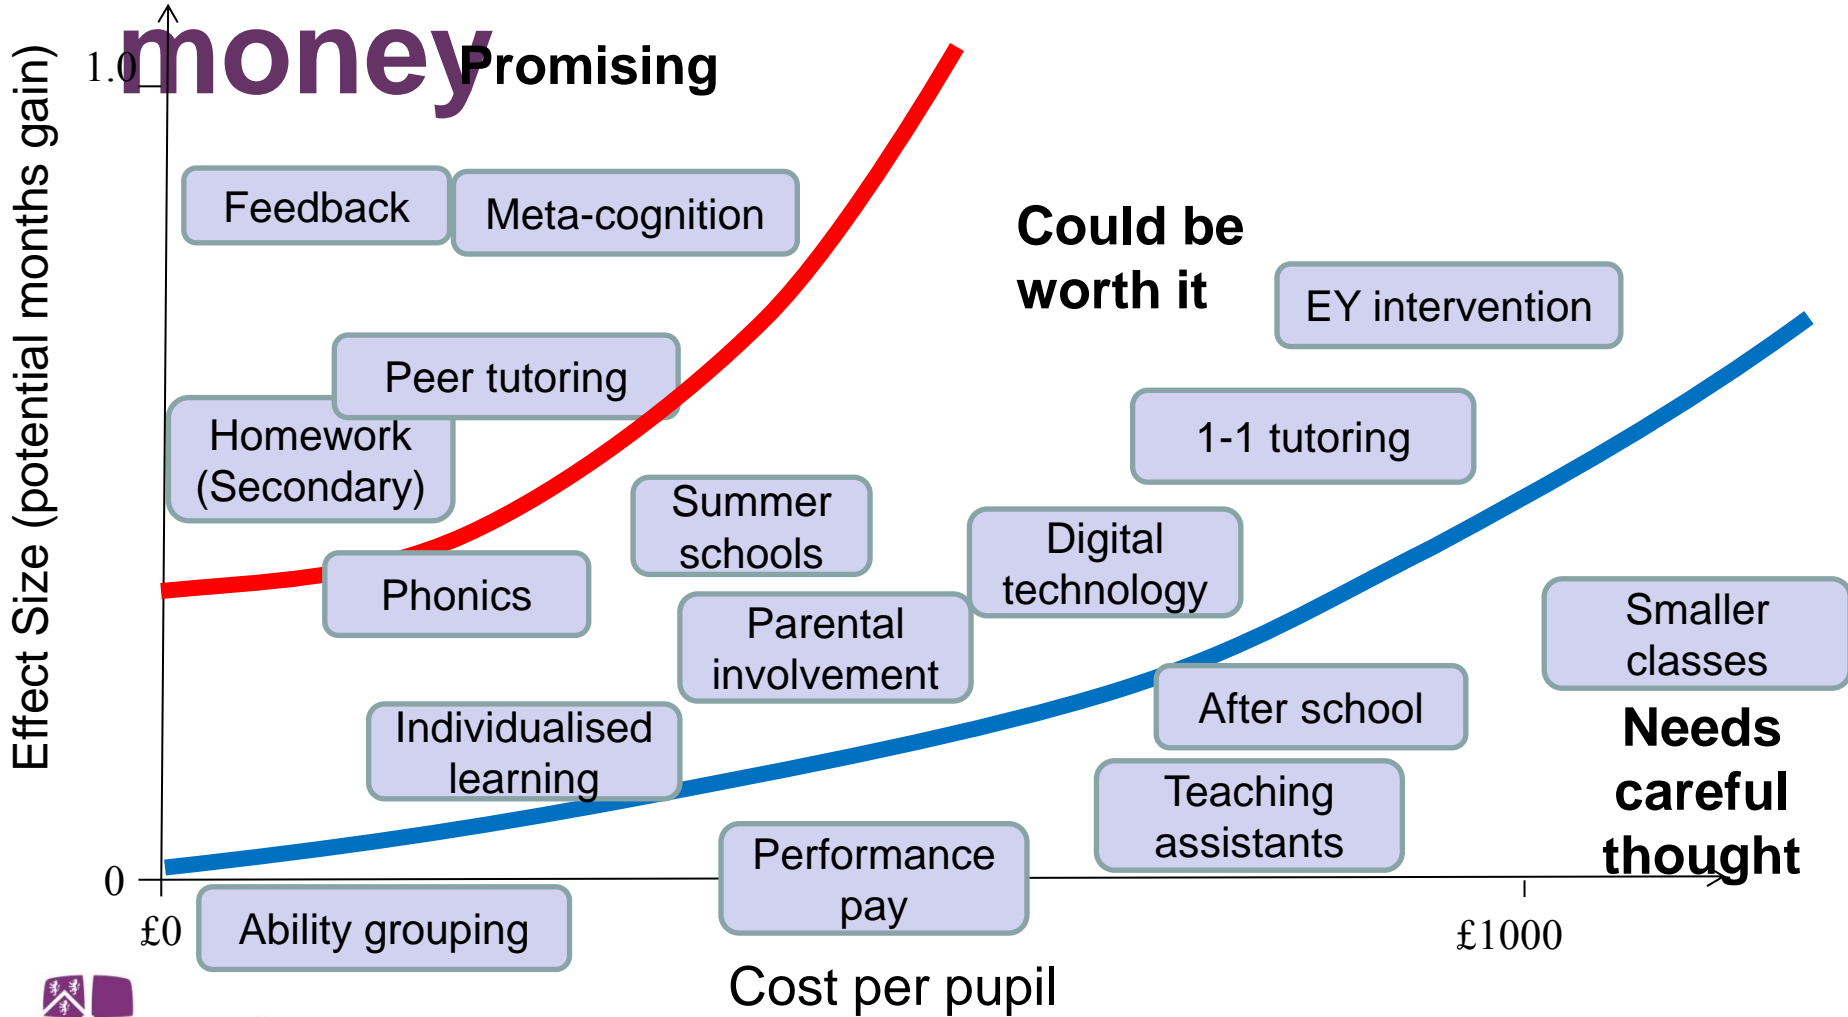 money
Promising
Effect Size (potential months gain)
1.0
Feedback
Meta-cognition
Could be
worth it
EY intervention
Peer tutoring
Homework
(Secondary)
1-1 tutoring
Summer
schools
Digital
technology
Phonics
Parental
involvement
Smaller
classes
Individualised
learning
After school
Needs
careful
thought
Teaching
assistants
Performance
pay
0
£0
Ability grouping
£1000
Cost per pupil